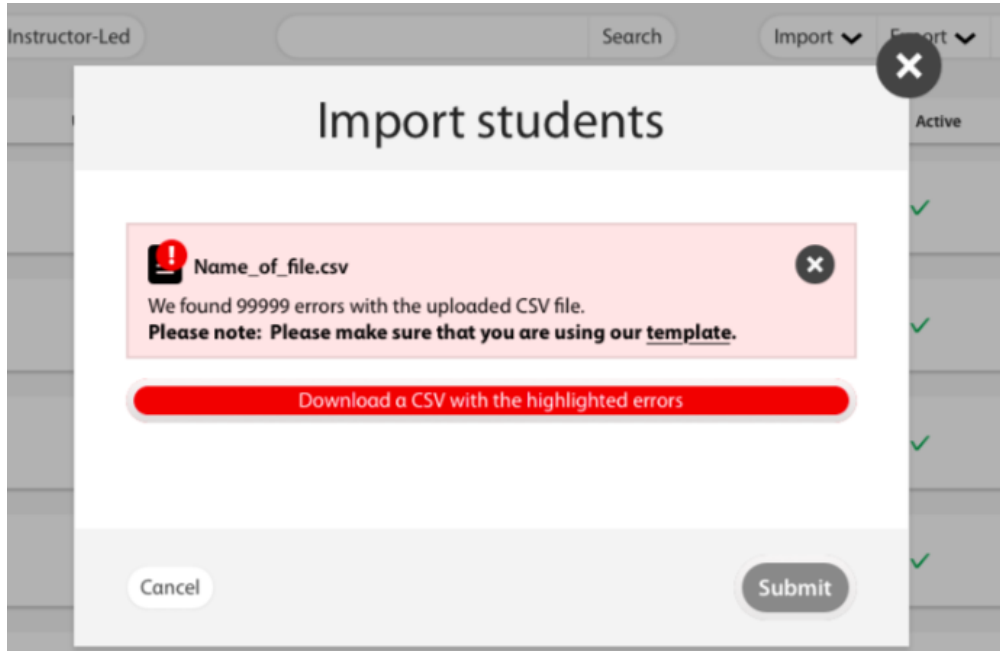 Instructor-Led Search Import Export
Active
Import students
Name_of_file.csv
We found 99999 errors with the uploaded CSV file.
Please note: Please make sure that you are using our template.
Download a CSV with the highlighted errors
Cancel Submit